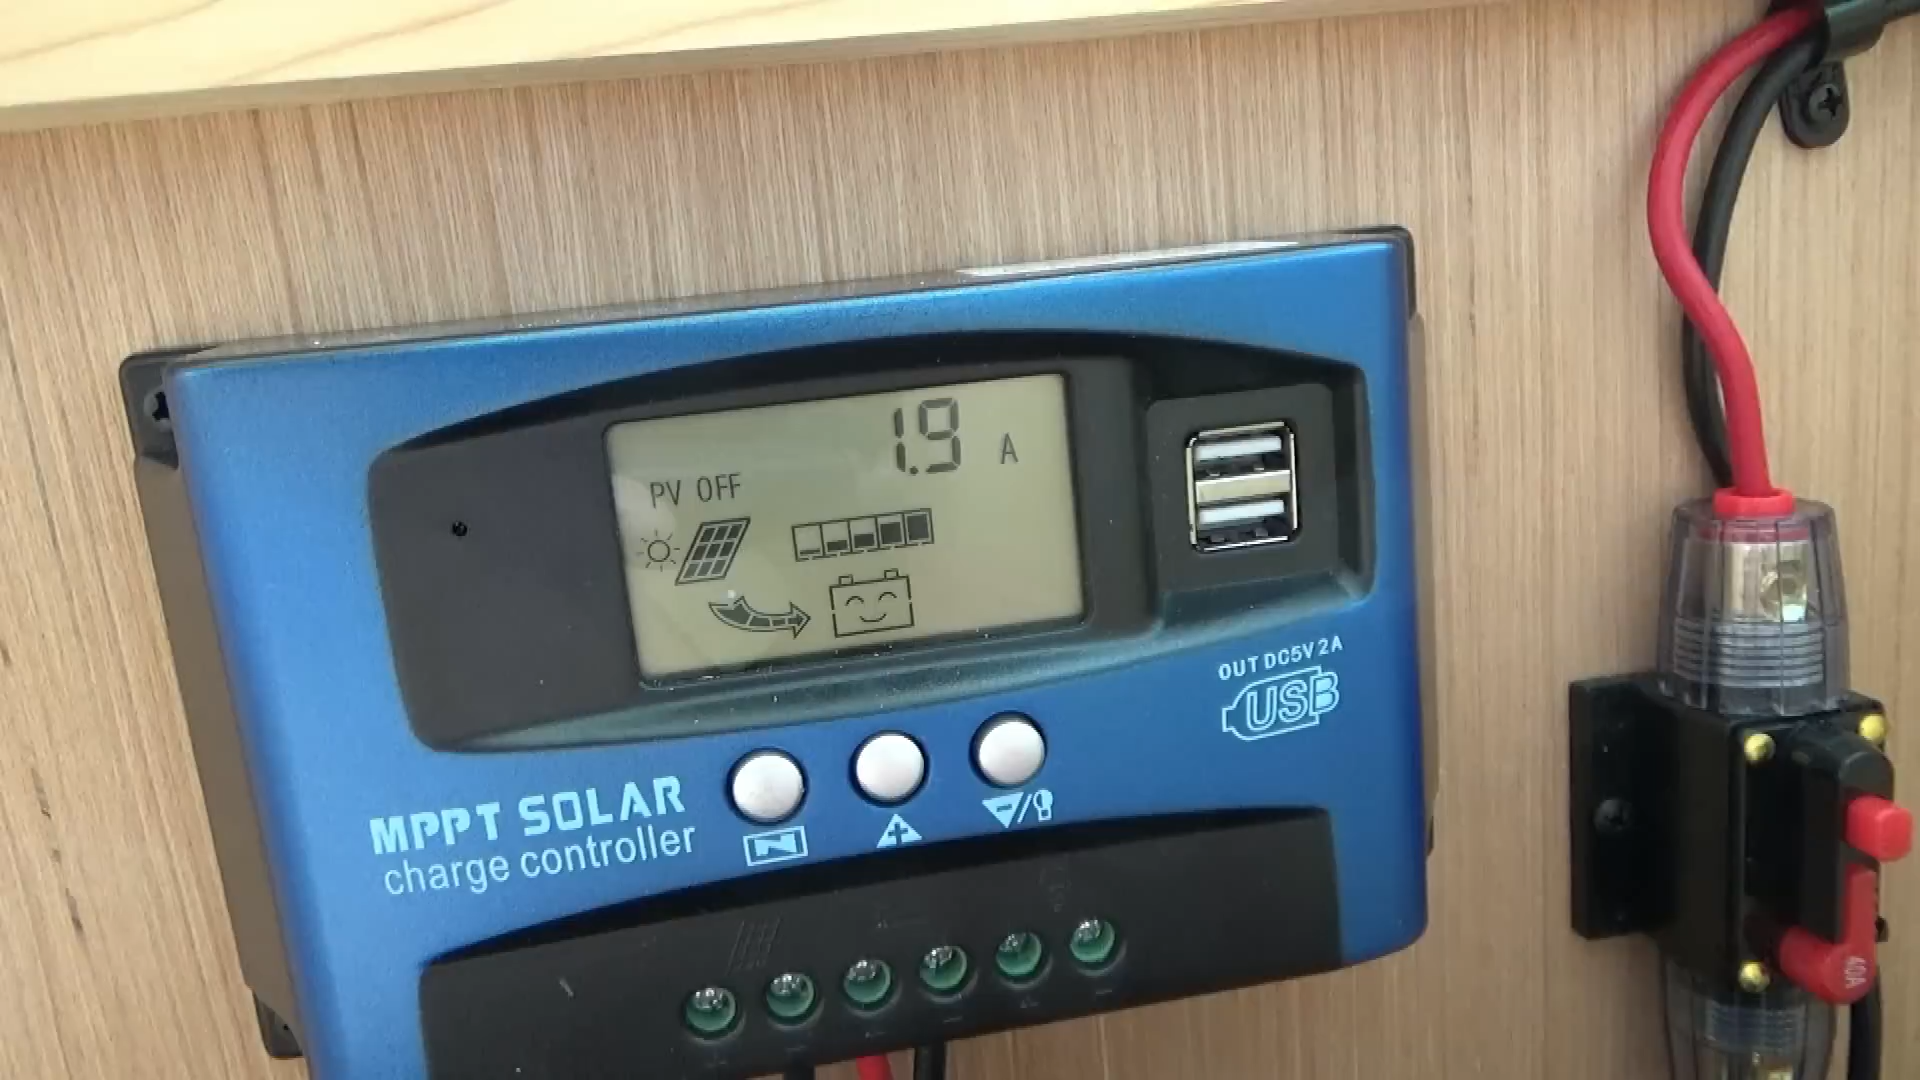 1.9 A
PV OFF
OUT DC5V 2A
USB
MPPT SOLAR
charge controller
40A